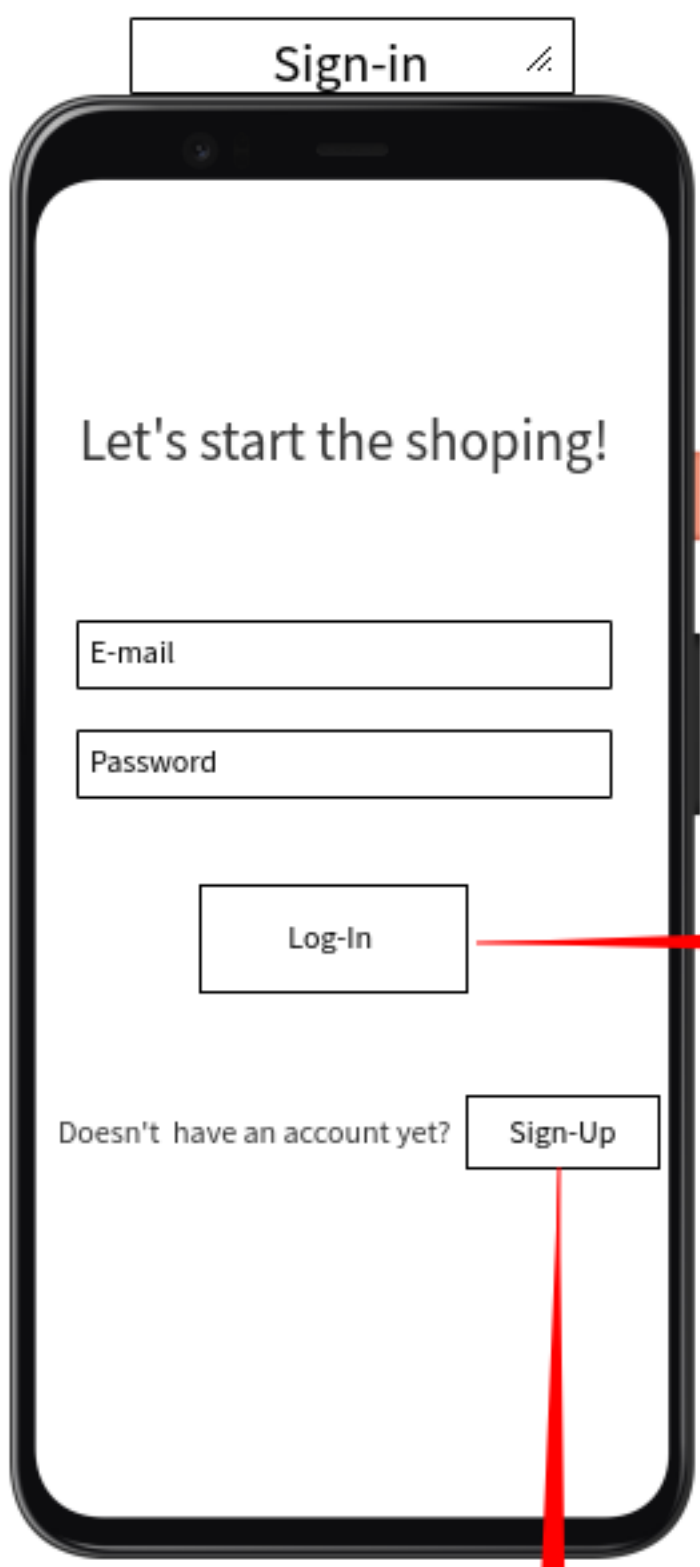 Sign-in
Let's start the shoping!
E-mail
Password
Log-In
Doesn't  have an account yet? Sign-Up